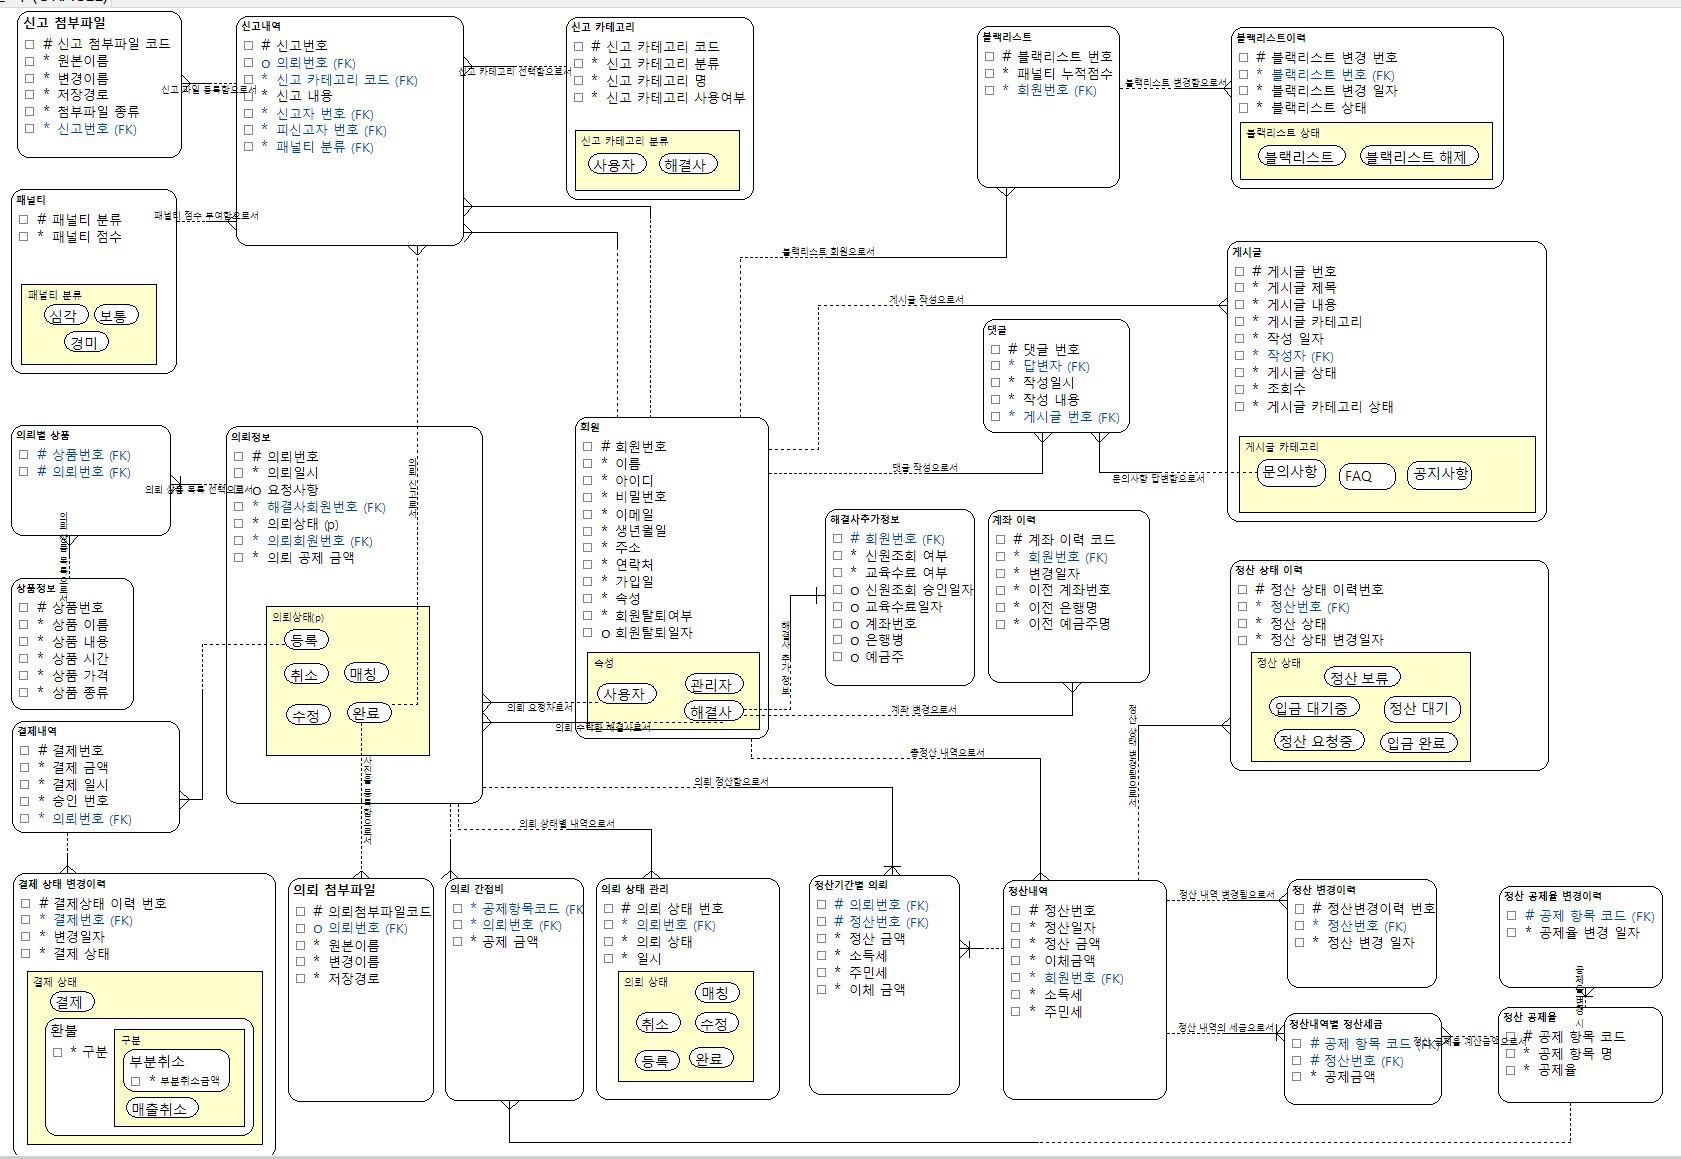 신고 첨부파일
# 신고 첨부파일 코드
* 원본이름
* 변경이름
* 저장경로
* 첨부파일 종류
* 신고번호 (FK)
신고 파일 등록함으로서
신고내역
# 신고번호
o 의뢰번호 (FK)
* 신고 카테고리 코드 (FK)
* 신고 내용
* 신고자 번호 (FK)
* 피신고자 번호 (FK)
* 패널티 분류 (FK)
신고 카테고리 선택함으로서
신고 카테고리
# 신고 카테고리 코드
* 신고 카테고리 분류
* 신고 카테고리 명
* 신고 카테고리 사용여부
신고 카테고리 분류
사용자
해결사
블랙리스트
# 블랙리스트 번호
* 패널티 누적점수
* 회원번호 (FK)
블랙리스트 변경함으로서
블랙리스트이력
# 블랙리스트 변경 번호
* 블랙리스트 번호 (FK)
* 블랙리스트 변경 일자
* 블랙리스트 상태
블랙리스트 상태
블랙리스트
블랙리스트 해제
패널티
# 패널티 분류
* 패널티 점수
패널티 분류
심각
보통
경미
패널티 점수 부여함으로서
블랙리스트 회원으로서
게시글 작성으로서
게시글
# 게시글 번호
* 게시글 제목
* 게시글 내용
* 게시글 카테고리
* 작성 일자
* 작성자 (FK)
* 게시글 상태
* 조회수
* 게시글 카테고리 상태
게시글 카테고리
문의사항
FAQ
공지사항
댓글
# 댓글 번호
* 답변자 (FK)
* 작성일시
* 작성 내용
* 게시글 번호 (FK)
댓글 작성으로서
문의사항 답변함으로서
의뢰별 상품
# 상품번호 (FK)
# 의뢰번호 (FK)
의뢰 상품 목록 선택으로서
의뢰 상품 목록으로서
상품정보
# 상품번호
* 상품 이름
* 상품 내용
* 상품 시간
* 상품 가격
* 상품 종류
의뢰정보
# 의뢰번호
* 의뢰일시
o 요청사항
* 해결사회원번호 (FK)
* 의뢰상태 (p)
* 의뢰회원번호 (FK)
* 의뢰 공제 금액
의뢰상태(p)
등록
취소
매칭
수정
완료
의뢰 신고로서
회원
# 회원번호
* 이름
* 아이디
* 비밀번호
* 이메일
* 생년월일
* 주소
* 연락처
* 가입일
* 속성
* 회원탈퇴여부
o 회원탈퇴일자
속성
사용자
관리자
해결사
의뢰 요청자로서
의뢰 수락한 해결사로서
해결사 추가 정보
해결사추가정보
# 회원번호 (FK)
* 신원조회 여부
* 교육수료 여부
o 신원조회 승인일자
o 교육수료일자
o 계좌번호
o 은행병
o 예금주
계좌 이력
# 계좌 이력 코드
* 회원번호 (FK)
* 변경일자
* 이전 계좌번호
* 이전 은행명
* 이전 예금주명
계좌 변경으로서
정산 상태 이력
# 정산 상태 이력번호
* 정산번호 (FK)
* 정산 상태
* 정산 상태 변경일자
정산 상태
정산 보류
입금 대기중
정산 대기
정산 요청중
입금 완료
정산 상태 변경됨으로서
총정산 내역으로서
의뢰 정산함으로서
의뢰 상태별 내역으로서
사진을 등록함으로서
결제내역
# 결제번호
* 결제 금액
* 결제 일시
* 승인 번호
* 의뢰번호 (FK)
결제 상태 변경이력
# 결제상태 이력 번호
* 결제번호 (FK)
* 변경일자
* 결제 상태
결제 상태
결제
환불
* 구분
구분
부분취소
* 부분취소금액
매출취소
의뢰 첨부파일
# 의뢰첨부파일코드
o 의뢰번호 (FK)
* 원본이름
* 변경이름
* 저장경로
의뢰 간접비
* 공제항목코드 (FK
* 의뢰번호 (FK)
* 공제 금액
의뢰 상태 관리
# 의뢰 상태 번호
* 의뢰번호 (FK)
* 의뢰 상태
* 일시
의뢰 상태
매칭
취소
수정
등록
완료
정산기간별 의뢰
# 의뢰번호 (FK)
# 정산번호 (FK)
* 정산 금액
* 소득세
* 주민세
* 이체 금액
정산내역
# 정산번호
* 정산일자
* 정산 금액
* 이체금액
* 회원번호 (FK)
* 소득세
* 주민세
정산 내역 변경됨으로서
정산 변경이력
# 정산변경이력 번호
* 정산번호 (FK)
* 정산 변경 일자
정산 내역의 세금으로서
정산내역별 정산세금
# 공제 항목 코드 (FK)
# 정산번호 (FK)
* 공제금액
정산 공제율 변경이력
# 공제 항목 코드 (FK)
* 공제율 변경 일자
정산 공제율
# 공제 항목 코드
* 공제 항목 명
* 공제율